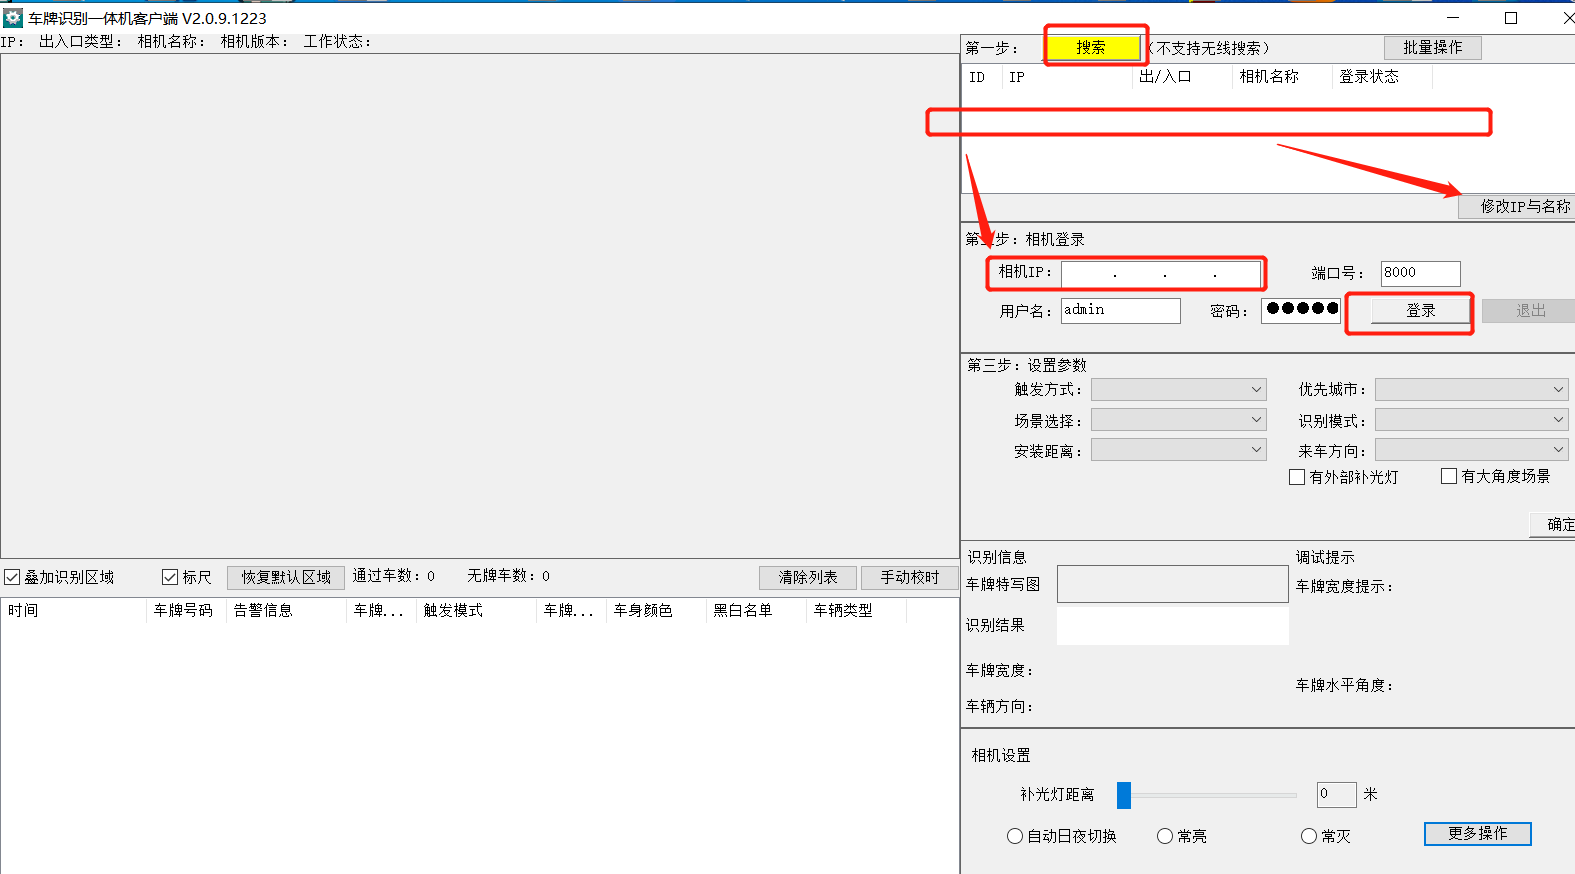 车牌识别一体机客户端 V2.0.9.1223
IP： 出入口类型： 相机名称： 相机版本： 工作状态：
第一步： 搜索 （不支持无线搜索） 批量操作
ID IP 出/入口 相机名称 登录状态
修改IP与名称
第二步：相机登录
相机IP： . . . 端口号： 8000
用户名： admin 密码： ●●●●● 登录 退出
第三步：设置参数
触发方式： 优先城市：
场景选择： 识别模式：
安装距离： 来车方向：
有外部补光灯 有大角度场景
确定
叠加识别区域 标尺 恢复默认区域 通过车数：0 无牌车数：0 清除列表 手动校时
时间 车牌号码 告警信息 车牌... 触发模式 车牌... 车身颜色 黑白名单 车辆类型
识别信息 调试提示
车牌特写图 车牌宽度提示：
识别结果
车牌宽度：
车牌水平角度：
车辆方向：
相机设置
补光灯距离 0 米
自动日夜切换 常亮 常灭 更多操作